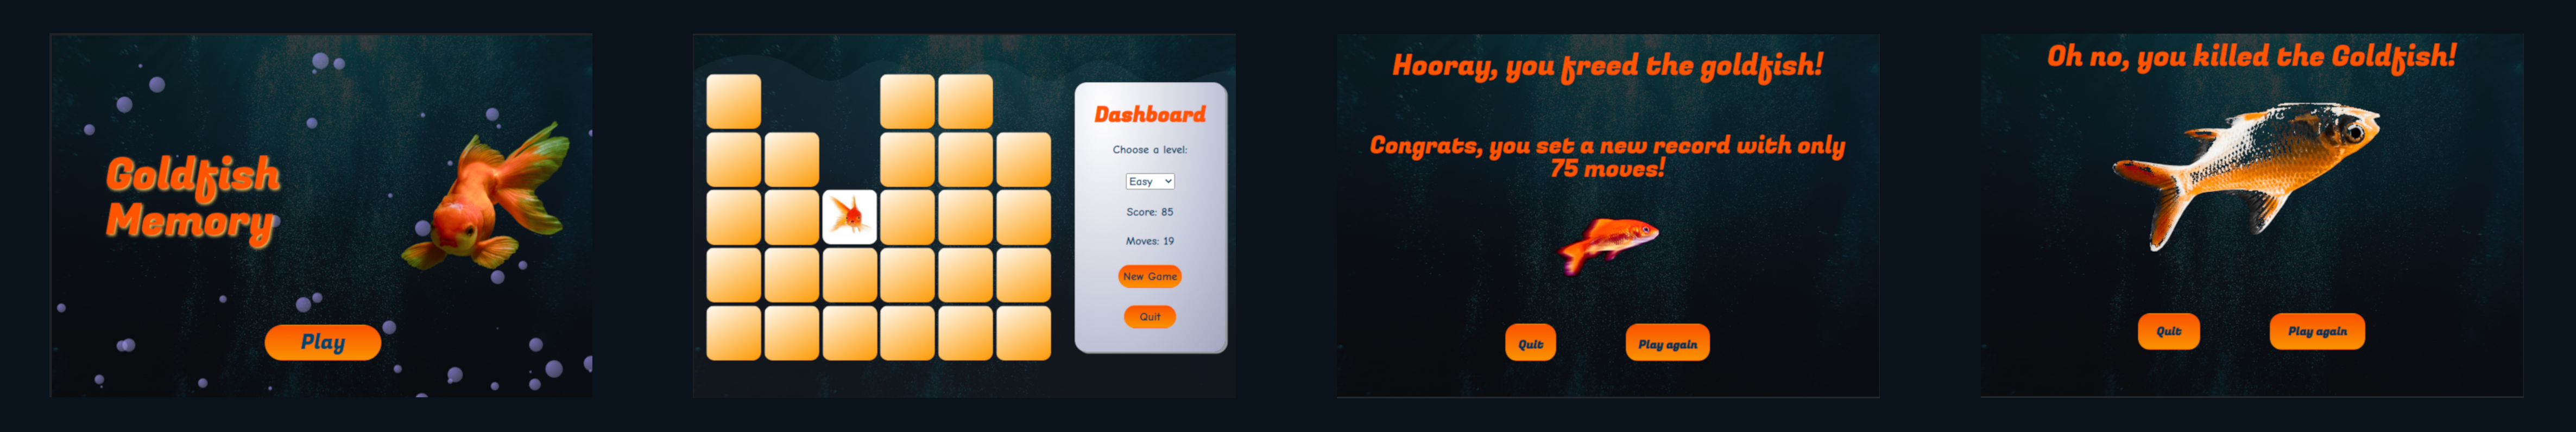 Goldfish
Memory
Play
Dashboard
Choose a level:
Easy
Score: 85
Moves: 19
New Game
Quit
Hooray, you freed the goldfish!
Congrats, you set a new record with only
75 moves!
Quit
Play again
Oh no, you killed the Goldfish!
Quit
Play again